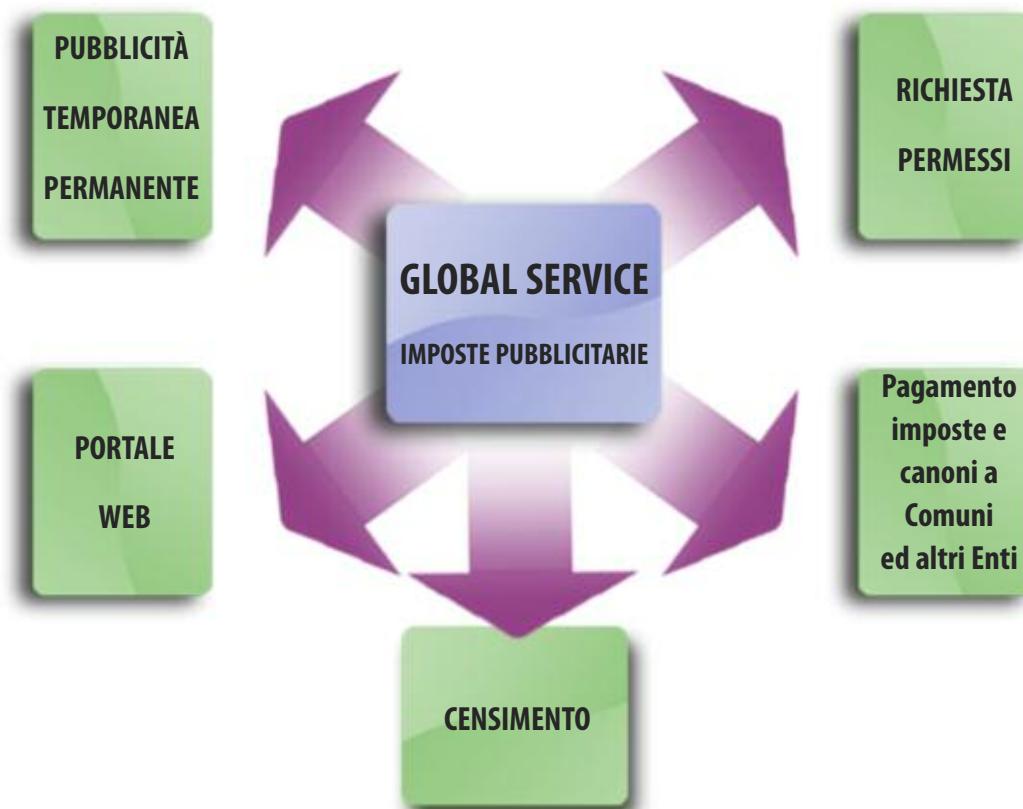 PUBBLICITÀ
TEMPORANEA
PERMANENTE
RICHIESTA
PERMESSI
GLOBAL SERVICE
IMPOSTE PUBBLICITARIE
PORTALE
WEB
Pagamento
imposte e
canoni a
Comuni
ed altri Enti
CENSIMENTO